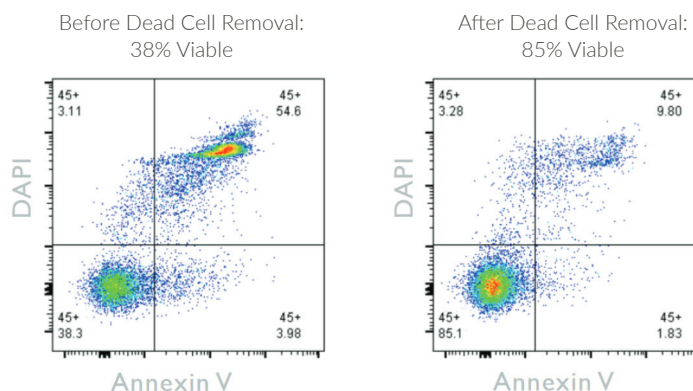 Before Dead Cell Removal:
38% Viable
After Dead Cell Removal:
85% Viable
45+
3.11
45+
54.6
45+
38.3
45+
3.98
DAPI
Annexin V
45+
3.28
45+
9.80
45+
85.1
45+
1.83
DAPI
Annexin V